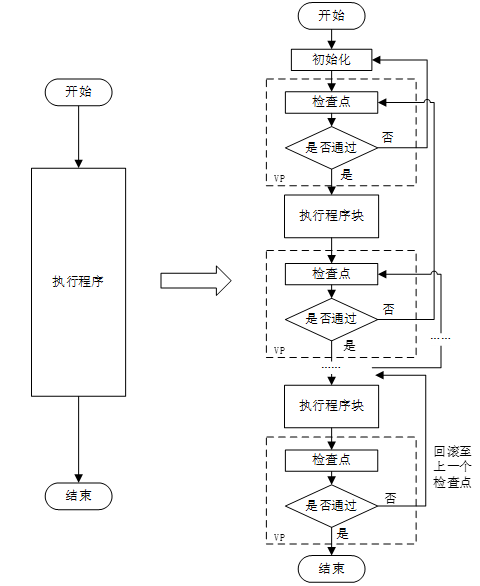 开始
执行程序
结束
开始
初始化
检查点
是否通过
否
是
VP
执行程序块
检查点
是否通过
否
是
VP
……
……
执行程序块
检查点
是否通过
否
是
VP
回滚至
上一个
检查点
结束